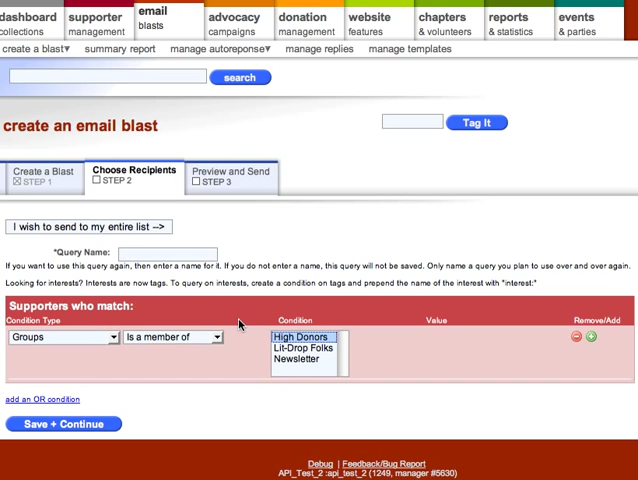 dashboard supporter email advocacy donation website chapters reports events
collections management blasts campaigns management features & volunteers & statistics & parties
create a blast▾ summary report manage autoreponse▾ manage replies manage templates
search
create an email blast
Tag It
Create a Blast Choose Recipients Preview and Send
STEP 1 STEP 2 STEP 3
I wish to send to my entire list -->
*Query Name:
If you want to use this query again, then enter a name for it. If you do not enter a name, this query will not be saved. Only name a query you plan to use over and over again.
Looking for interests? Interests are now tags. To query on interests, create a condition on tags and prepend the name of the interest with "interest:"
Supporters who match:
Condition Type Condition Value Remove/Add
Groups Is a member of High Donors
Lit-Drop Folks
Newsletter
add an OR condition
Save + Continue
Debug | Feedback/Bug Report
API_Test_2 :api_test_2 (1249, manager #5630)